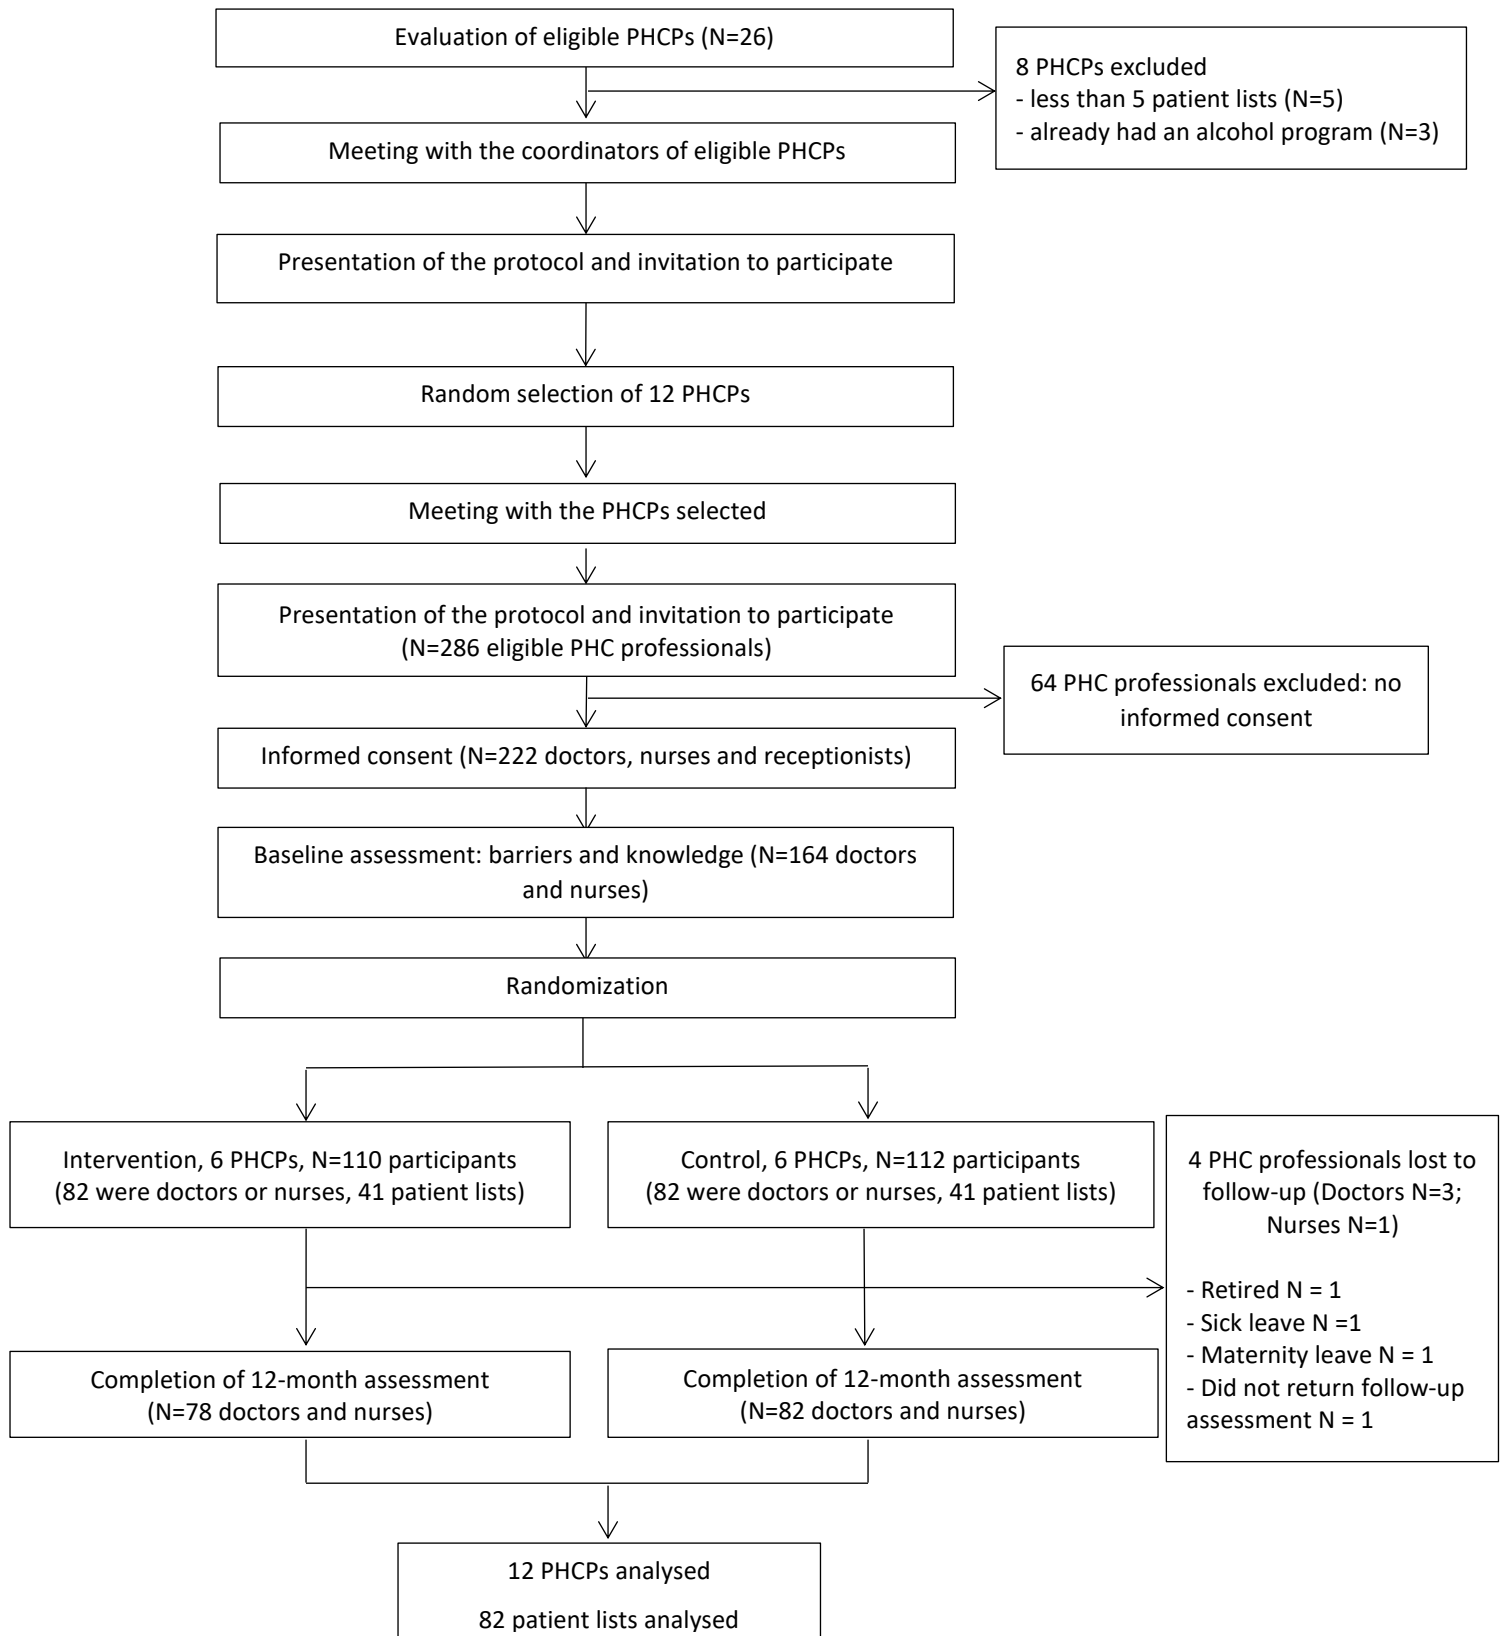 Evaluation of eligible PHCPs (N=26)
8 PHCPs excluded
- less than 5 patient lists (N=5)
- already had an alcohol program (N=3)
Meeting with the coordinators of eligible PHCPs
Presentation of the protocol and invitation to participate
Random selection of 12 PHCPs
Meeting with the PHCPs selected
Presentation of the protocol and invitation to participate
(N=286 eligible PHC professionals)
64 PHC professionals excluded: no
informed consent
Informed consent (N=222 doctors, nurses and receptionists)
Baseline assessment: barriers and knowledge (N=164 doctors
and nurses)
Randomization
Intervention, 6 PHCPs, N=110 participants
(82 were doctors or nurses, 41 patient lists)
Control, 6 PHCPs, N=112 participants
(82 were doctors or nurses, 41 patient lists)
4 PHC professionals lost to
follow-up (Doctors N=3;
Nurses N=1)
- Retired N = 1
- Sick leave N =1
- Maternity leave N = 1
- Did not return follow-up
assessment N = 1
Completion of 12-month assessment
(N=78 doctors and nurses)
Completion of 12-month assessment
(N=82 doctors and nurses)
12 PHCPs analysed
82 patient lists analysed